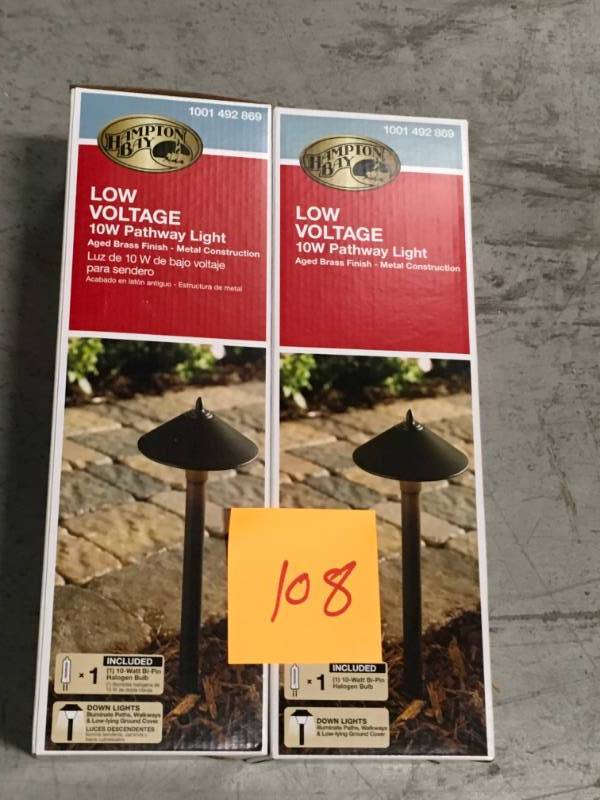 1001 492 869
HAMPTON
BAY
LOW
VOLTAGE
10W Pathway Light
Aged Brass Finish - Metal Construction
Luz de 10 W de bajo voltaje
para sendero
Acabado en latón antiguo - Estructura de metal
x 1
INCLUDED
(1) 10-Watt Bi-Pin
Halogen Bulb
DOWN LIGHTS
Illuminate Paths, Walkways
& Low-lying Ground Cover
LUCES DESCENDENTES
1001 492 869
HAMPTON
BAY
LOW
VOLTAGE
10W Pathway Light
Aged Brass Finish - Metal Construction
108
x 1
INCLUDED
(1) 10-Watt Bi-Pin
Halogen Bulb
DOWN LIGHTS
Illuminate Paths, Walkways
& Low-lying Ground Cover